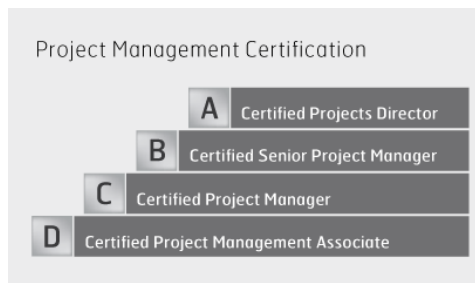 Project Management Certification
A Certified Projects Director
B Certified Senior Project Manager
C Certified Project Manager
D Certified Project Management Associate